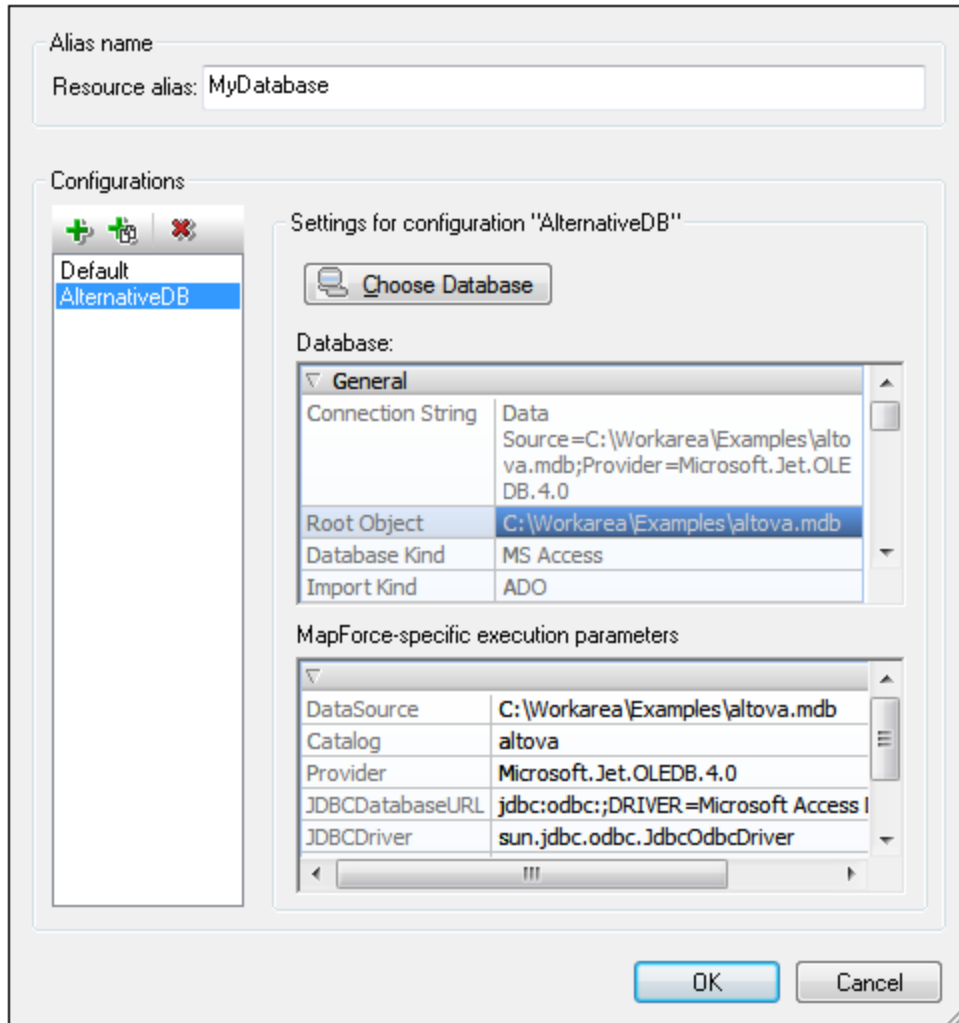 Alias name
Resource alias: MyDatabase
Configurations
Default
AlternativeDB
Settings for configuration "AlternativeDB"
Choose Database
Database:
General
Connection String Data
Source=C:\Workarea\Examples\alto
va.mdb;Provider=Microsoft.Jet.OLE
DB.4.0
Root Object C:\Workarea\Examples\altova.mdb
Database Kind MS Access
Import Kind ADO
MapForce-specific execution parameters
DataSource C:\Workarea\Examples\altova.mdb
Catalog altova
Provider Microsoft.Jet.OLEDB.4.0
JDBCDatabaseURL jdbc:odbc:;DRIVER=Microsoft Access
JDBCDriver sun.jdbc.odbc.JdbcOdbcDriver
OK Cancel